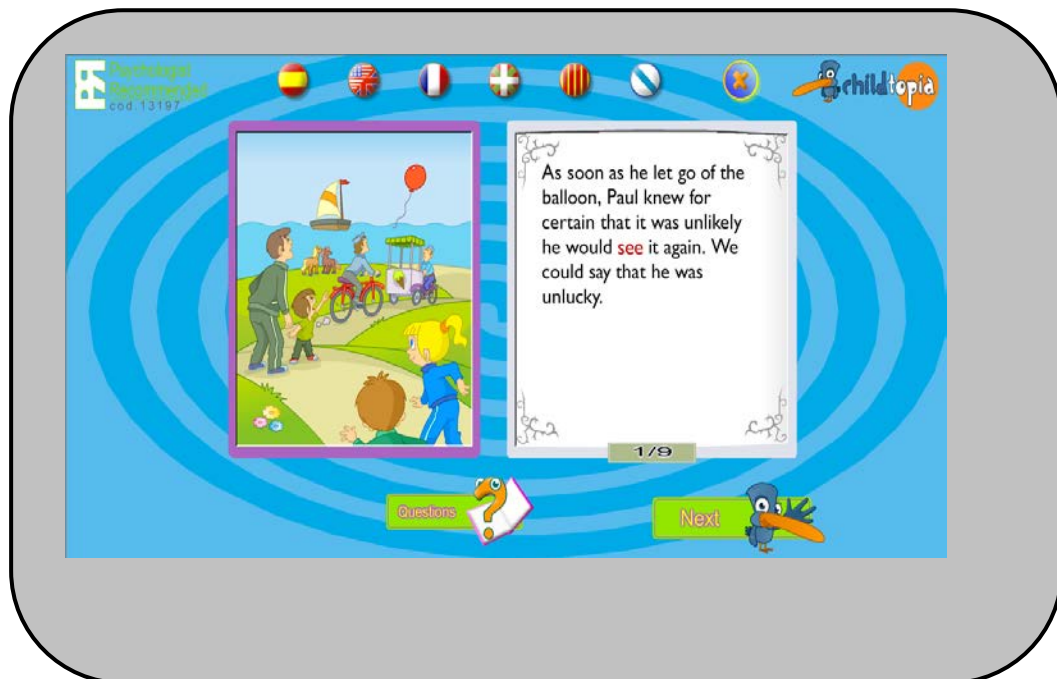 Psychologist
Recommended
cod.13197
childtopia
As soon as he let go of the
balloon, Paul knew for
certain that it was unlikely
he would see it again. We
could say that he was
unlucky.
1/9
Questions
Next